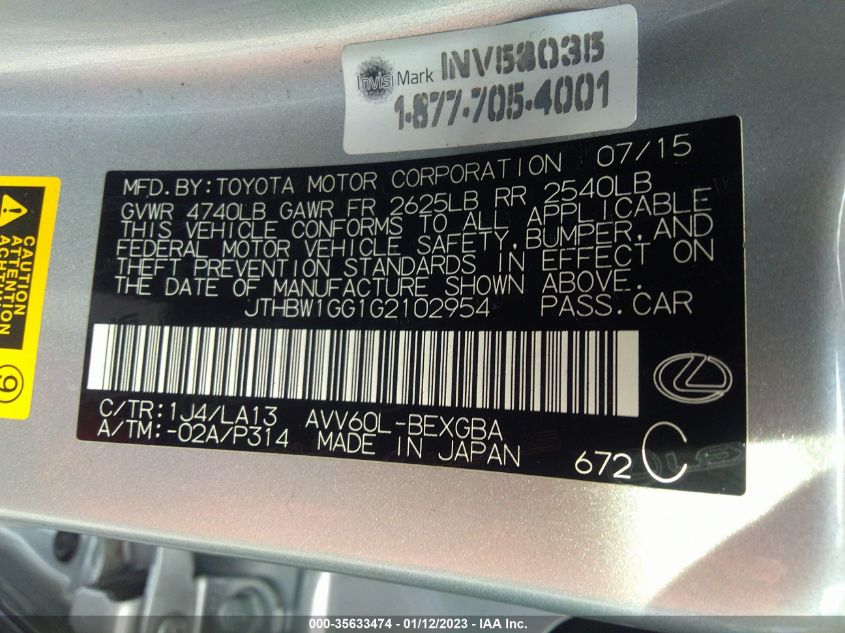 InvisiMark INV53035
1-877-705-4001
MFD. BY: TOYOTA MOTOR CORPORATION 07/15
GVWR 4740LB GAWR FR 2625LB RR 2540LB
THIS VEHICLE CONFORMS TO ALL APPLICABLE
FEDERAL MOTOR VEHICLE SAFETY, BUMPER, AND
THEFT PREVENTION STANDARDS IN EFFECT ON
THE DATE OF MANUFACTURE SHOWN ABOVE.
JTHBW1GG1G2102954 PASS.CAR
C/TR:1J4/LA13 AVV60L-BEXGBA
A/TM:-02A/P314 MADE IN JAPAN
672 C
CAUTION
ATTENTION
ACHTUNG
9
000-35633474 - 01/12/2023 - IAA Inc.